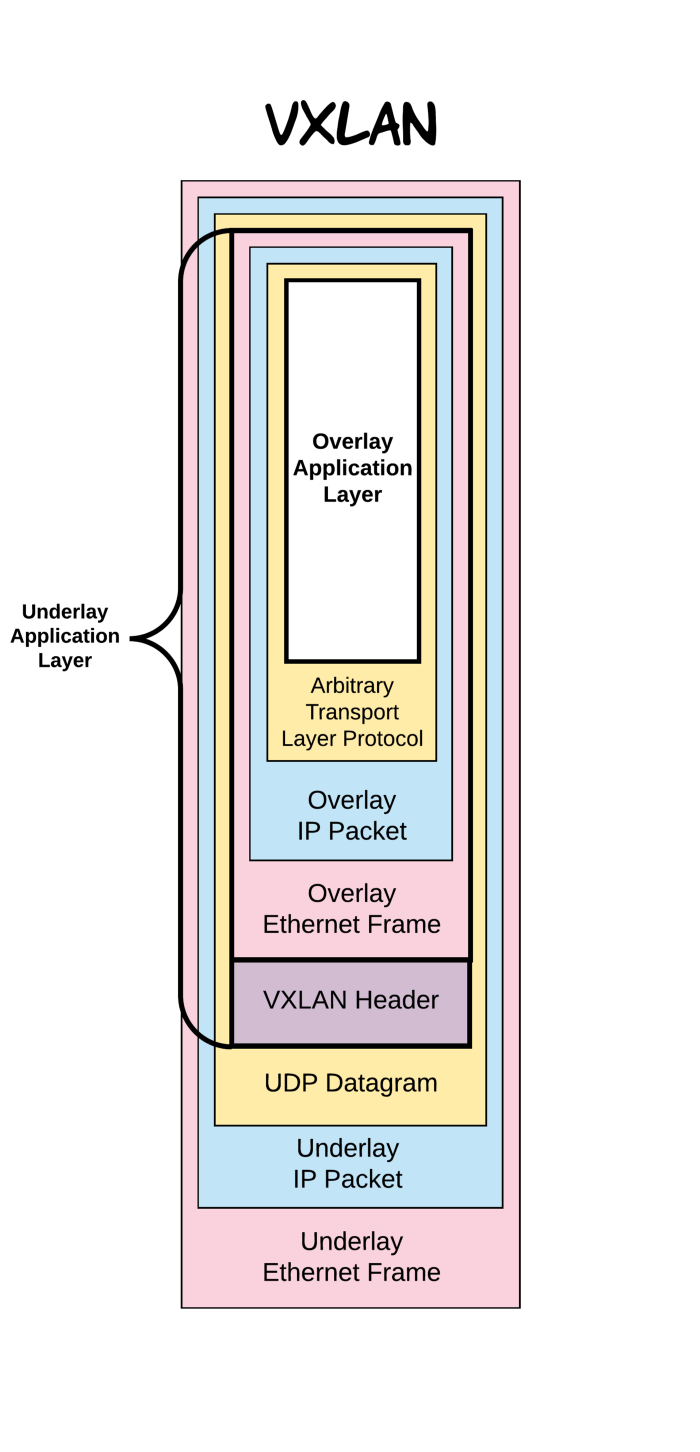 VXLAN
Overlay
Application
Layer
Underlay
Application
Layer
Arbitrary
Transport
Layer Protocol
Overlay
IP Packet
Overlay
Ethernet Frame
VXLAN Header
UDP Datagram
Underlay
IP Packet
Underlay
Ethernet Frame